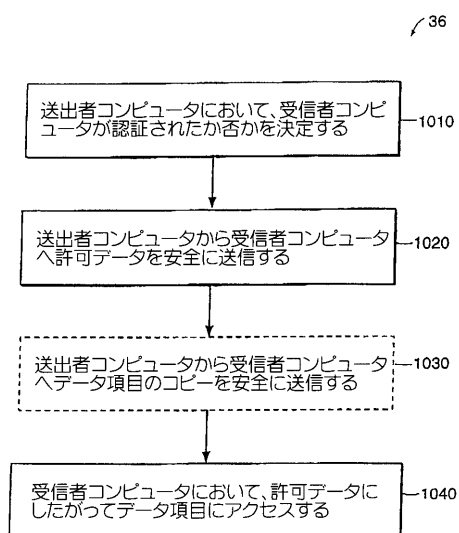 36
送出者コンピュータにおいて、受信者コンピ
ュータが認証されたか否かを決定する
1010
送出者コンピュータから受信者コンピュータ
へ許可データを安全に送信する
1020
送出者コンピュータから受信者コンピュータ
へデータ項目のコピーを安全に送信する
1030
受信者コンピュータにおいて、許可データに
したがってデータ項目にアクセスする
1040